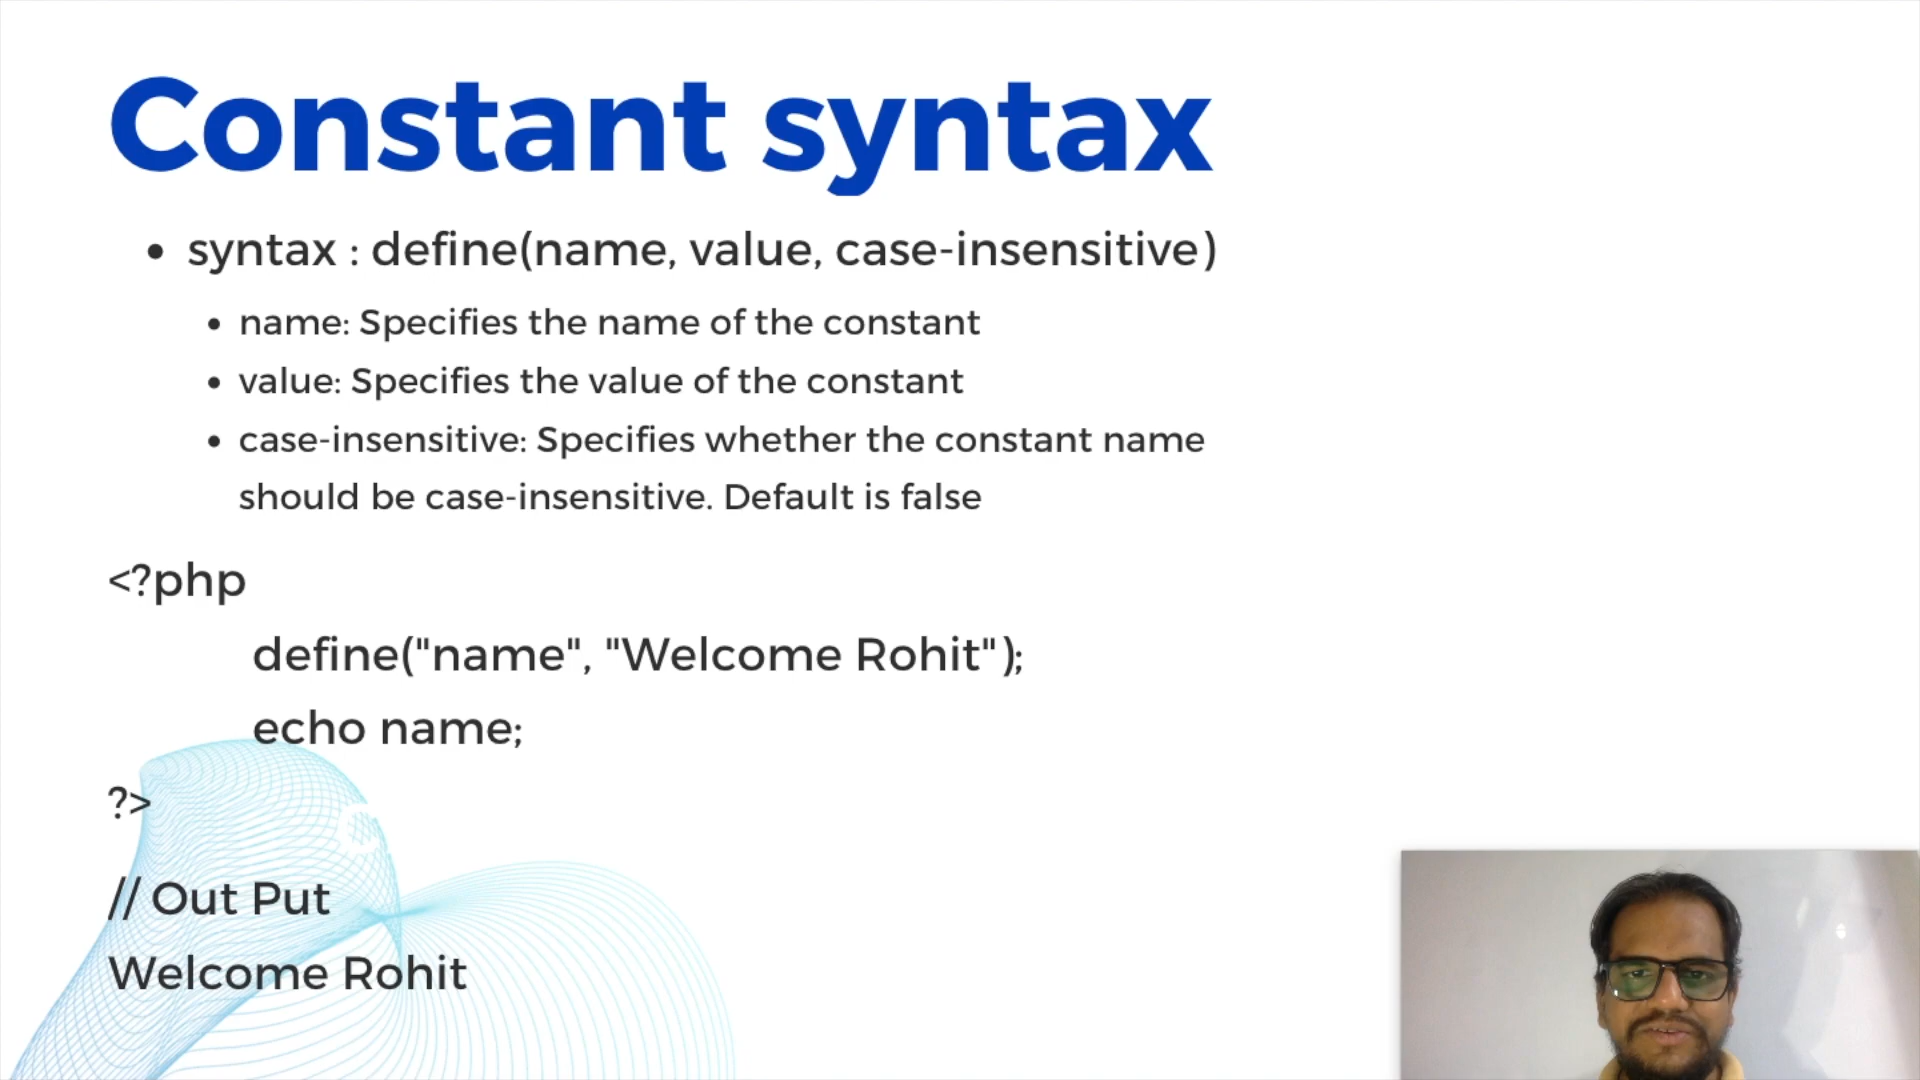 Constant syntax
• syntax : define(name, value, case-insensitive)
• name: Specifies the name of the constant
• value: Specifies the value of the constant
• case-insensitive: Specifies whether the constant name
should be case-insensitive. Default is false
<?php
define("name", "Welcome Rohit");
echo name;
?>
// Out Put
Welcome Rohit